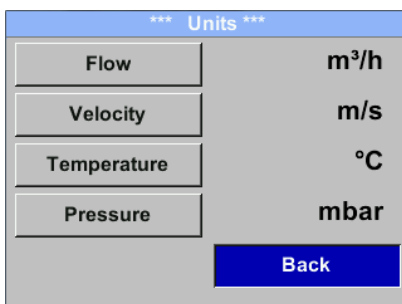 *** Units ***
Flow m³/h
Velocity m/s
Temperature °C
Pressure mbar
Back